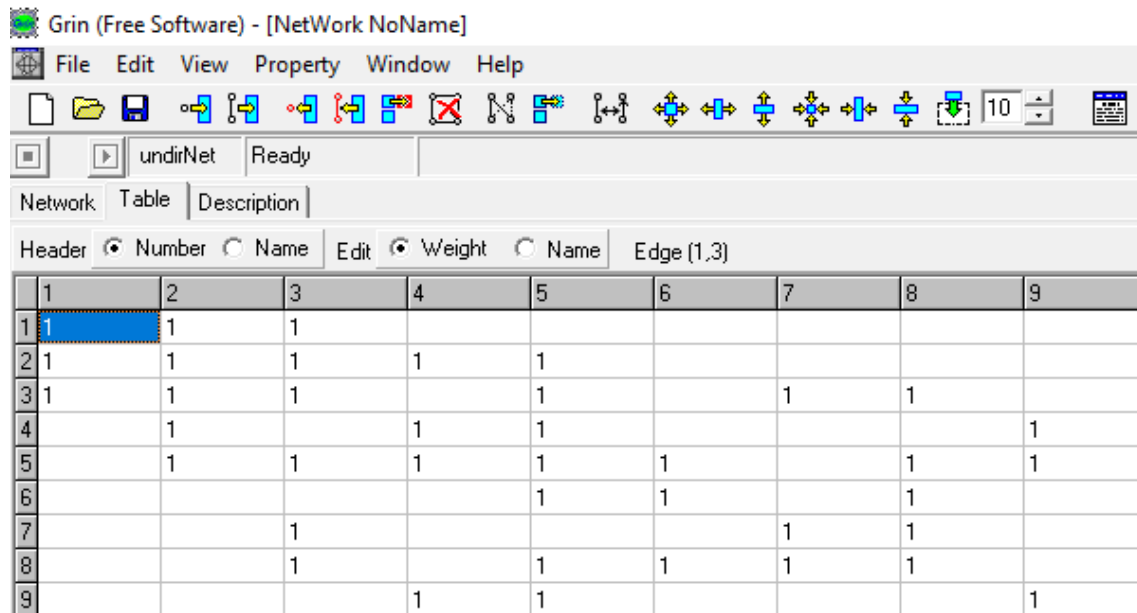 Grin (Free Software) - [NetWork NoName]
File Edit View Property Window Help
10
undirNet Ready
Network Table Description
Header Number Name Edit Weight Name Edge (1,3)
1 2 3 4 5 6 7 8 9
1 1 1 1
2 1 1 1 1 1
3 1 1 1 1 1 1
4 1 1 1 1
5 1 1 1 1 1 1 1
6 1 1 1
7 1 1 1
8 1 1 1 1 1
9 1 1 1